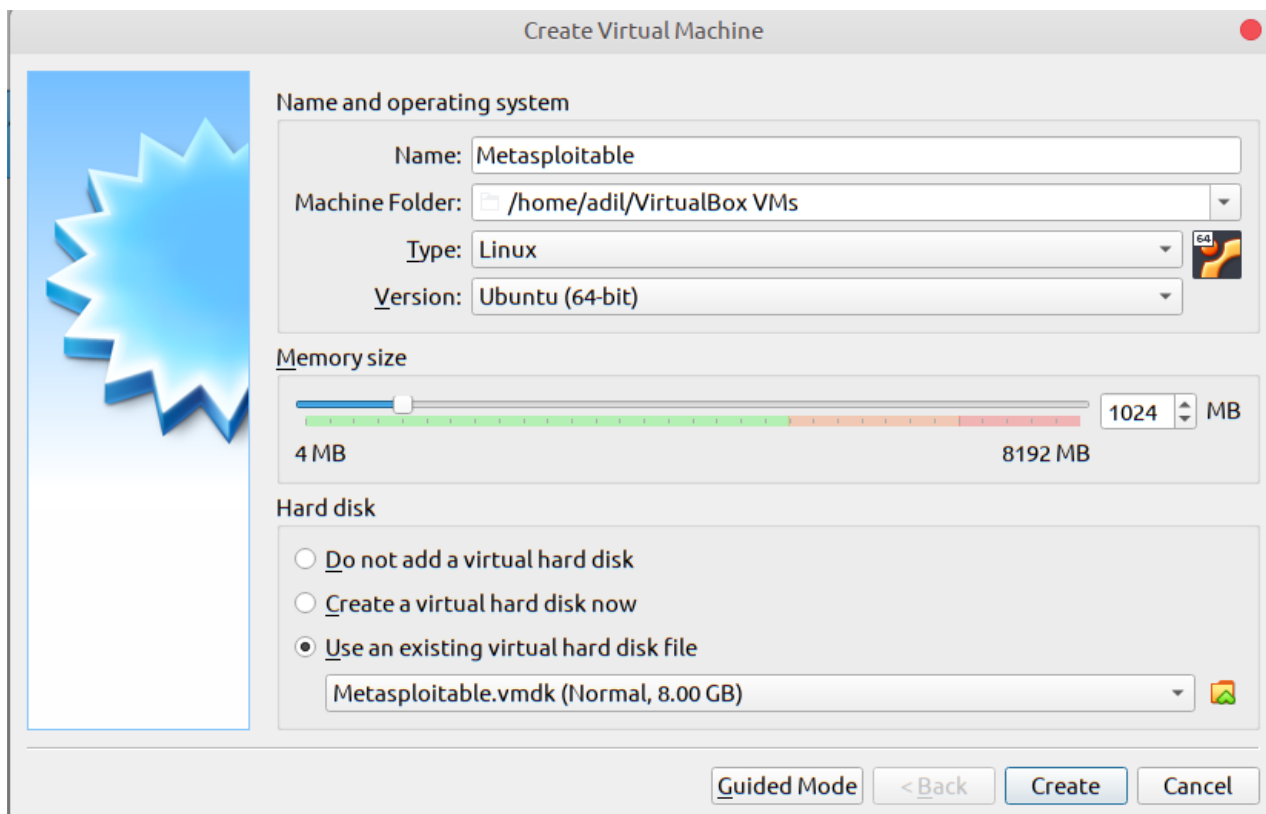 Create Virtual Machine
Name and operating system
Name: Metasploitable
Machine Folder: /home/adil/VirtualBox VMs
Type: Linux
64
Version: Ubuntu (64-bit)
Memory size
1024 MB
4 MB 8192 MB
Hard disk
Do not add a virtual hard disk
Create a virtual hard disk now
Use an existing virtual hard disk file
Metasploitable.vmdk (Normal, 8.00 GB)
Guided Mode < Back Create Cancel